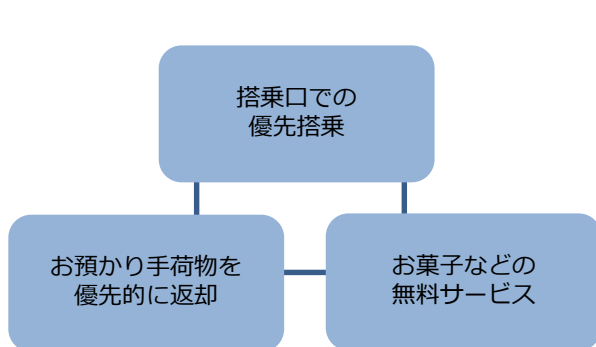 搭乗口での
優先搭乗
お預かり手荷物を
優先的に返却
お菓子などの
無料サービス